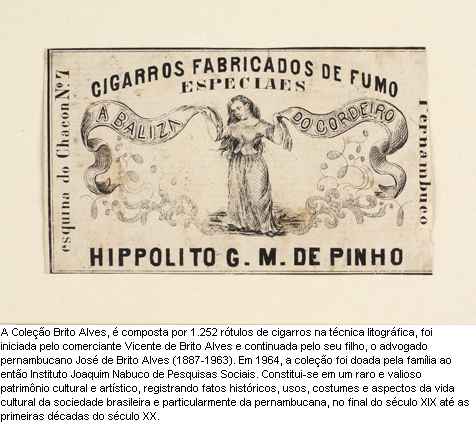 CIGARROS FABRICADOS DE FUMO
ESPECIAES
A BALIZA DO CORDEIRO
esquina do Chacon Nº 7
Pernambuco
HIPPOLITO G. M. DE PINHO
A Coleção Brito Alves, é composta por 1.252 rótulos de cigarros na técnica litográfica, foi
iniciada pelo comerciante Vicente de Brito Alves e continuada pelo seu filho, o advogado
pernambucano José de Brito Alves (1887-1963). Em 1964, a coleção foi doada pela família ao
então Instituto Joaquim Nabuco de Pesquisas Sociais. Constitui-se em um raro e valioso
patrimônio cultural e artístico, registrando fatos históricos, usos, costumes e aspectos da vida
cultural da sociedade brasileira e particularmente da pernambucana, no final do século XIX até as
primeiras décadas do século XX.